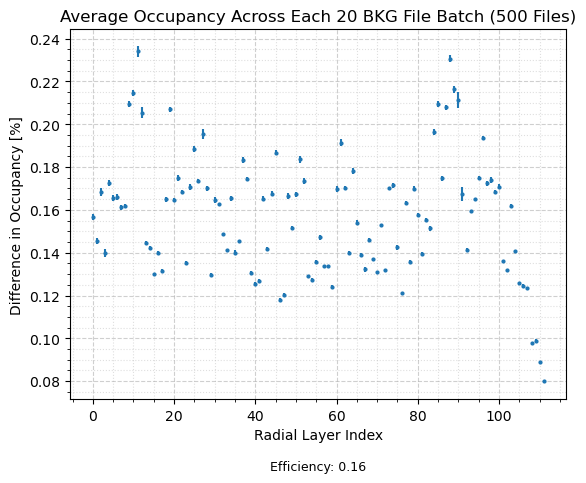 Average Occupancy Across Each 20 BKG File Batch (500 Files)
Difference in Occupancy [%]
0.24
0.22
0.20
0.18
0.16
0.14
0.12
0.10
0.08
0 20 40 60 80 100
Radial Layer Index
Efficiency: 0.16